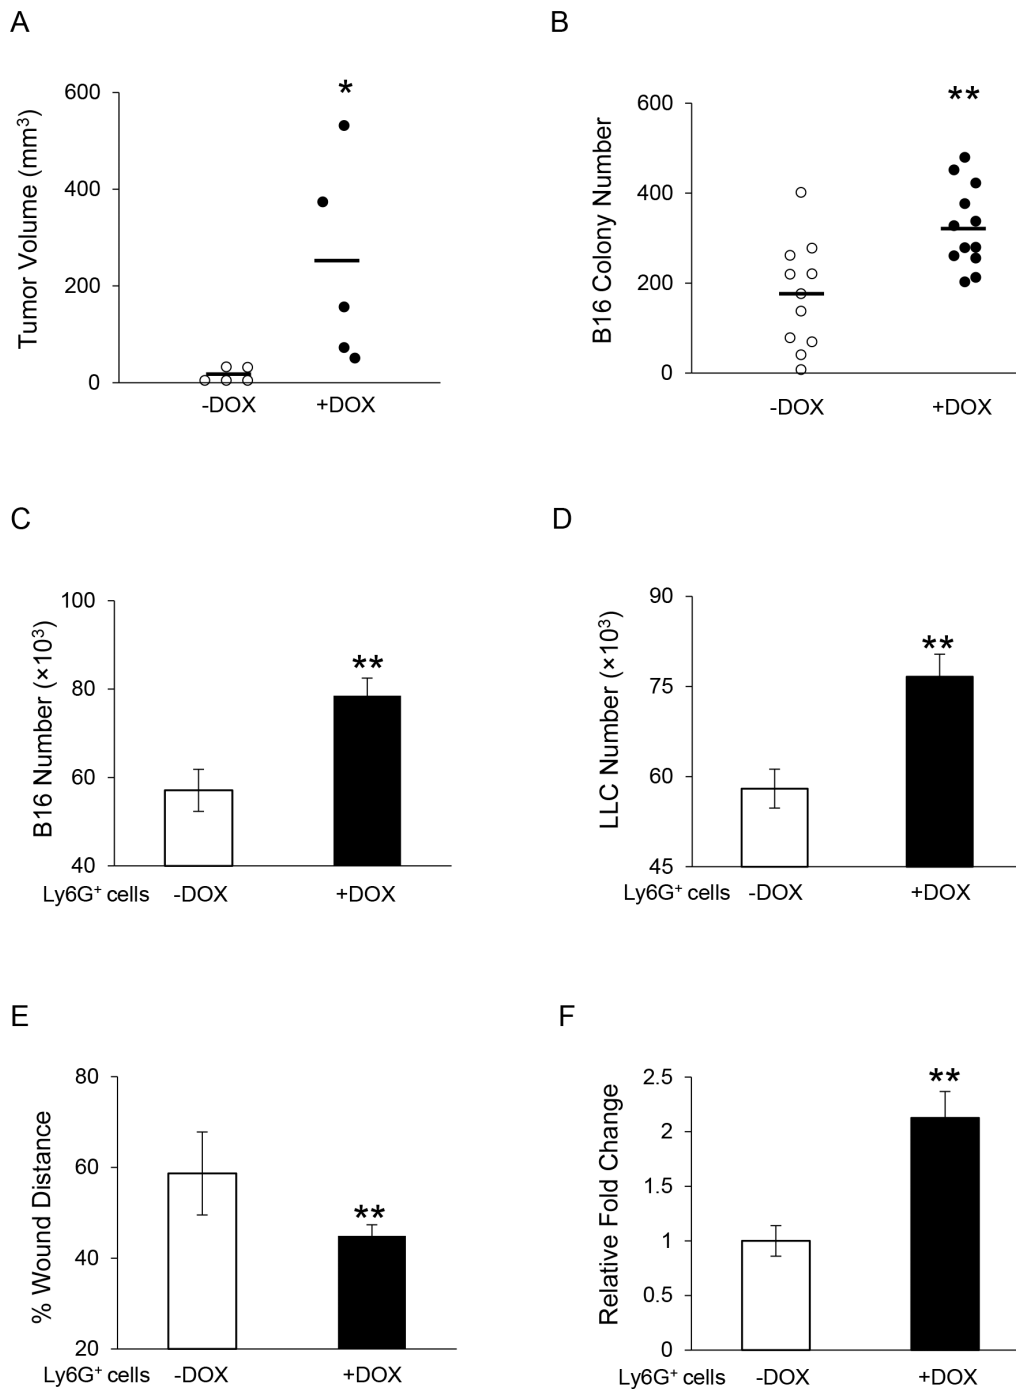 A
Tumor Volume (mm³)
600
400
200
0
*
-DOX
+DOX
B
B16 Colony Number
600
400
200
0
**
-DOX
+DOX
C
B16 Number (×10³)
100
80
60
40
**
Ly6G⁺ cells -DOX +DOX
D
LLC Number (×10³)
90
75
60
45
**
Ly6G⁺ cells -DOX +DOX
E
% Wound Distance
80
60
40
20
**
Ly6G⁺ cells -DOX +DOX
F
Relative Fold Change
2.5
2
1.5
1
0.5
0
**
Ly6G⁺ cells -DOX +DOX